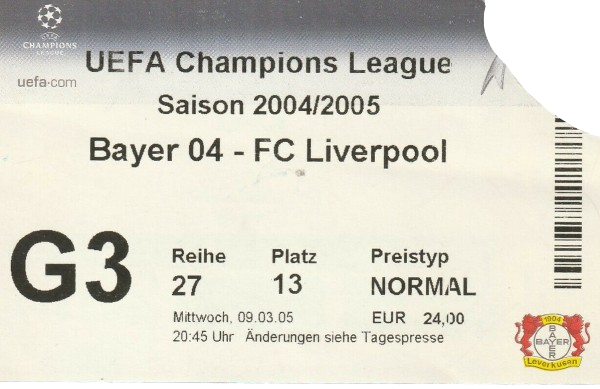 CHAMPIONS
LEAGUE
uefa.com
UEFA Champions League
Saison 2004/2005
Bayer 04 - FC Liverpool
G3
Reihe Platz Preistyp
27 13 NORMAL
Mittwoch, 09.03.05 EUR 24,00
20:45 Uhr Änderungen siehe Tagespresse
1904
BAYER
BAYER
Leverkusen